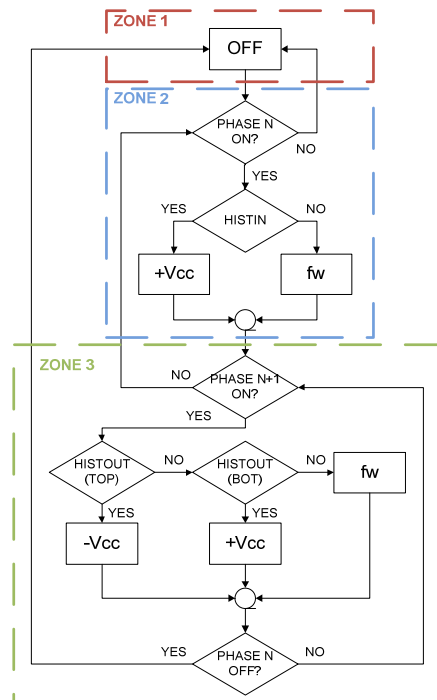 ZONE 1
OFF
ZONE 2
PHASE N
ON?
NO
YES
YES
HISTIN
NO
+Vcc
fw
ZONE 3
NO
PHASE N+1
ON?
YES
HISTOUT
(TOP)
NO
HISTOUT
(BOT)
NO
fw
YES
YES
-Vcc
+Vcc
YES
PHASE N
OFF?
NO